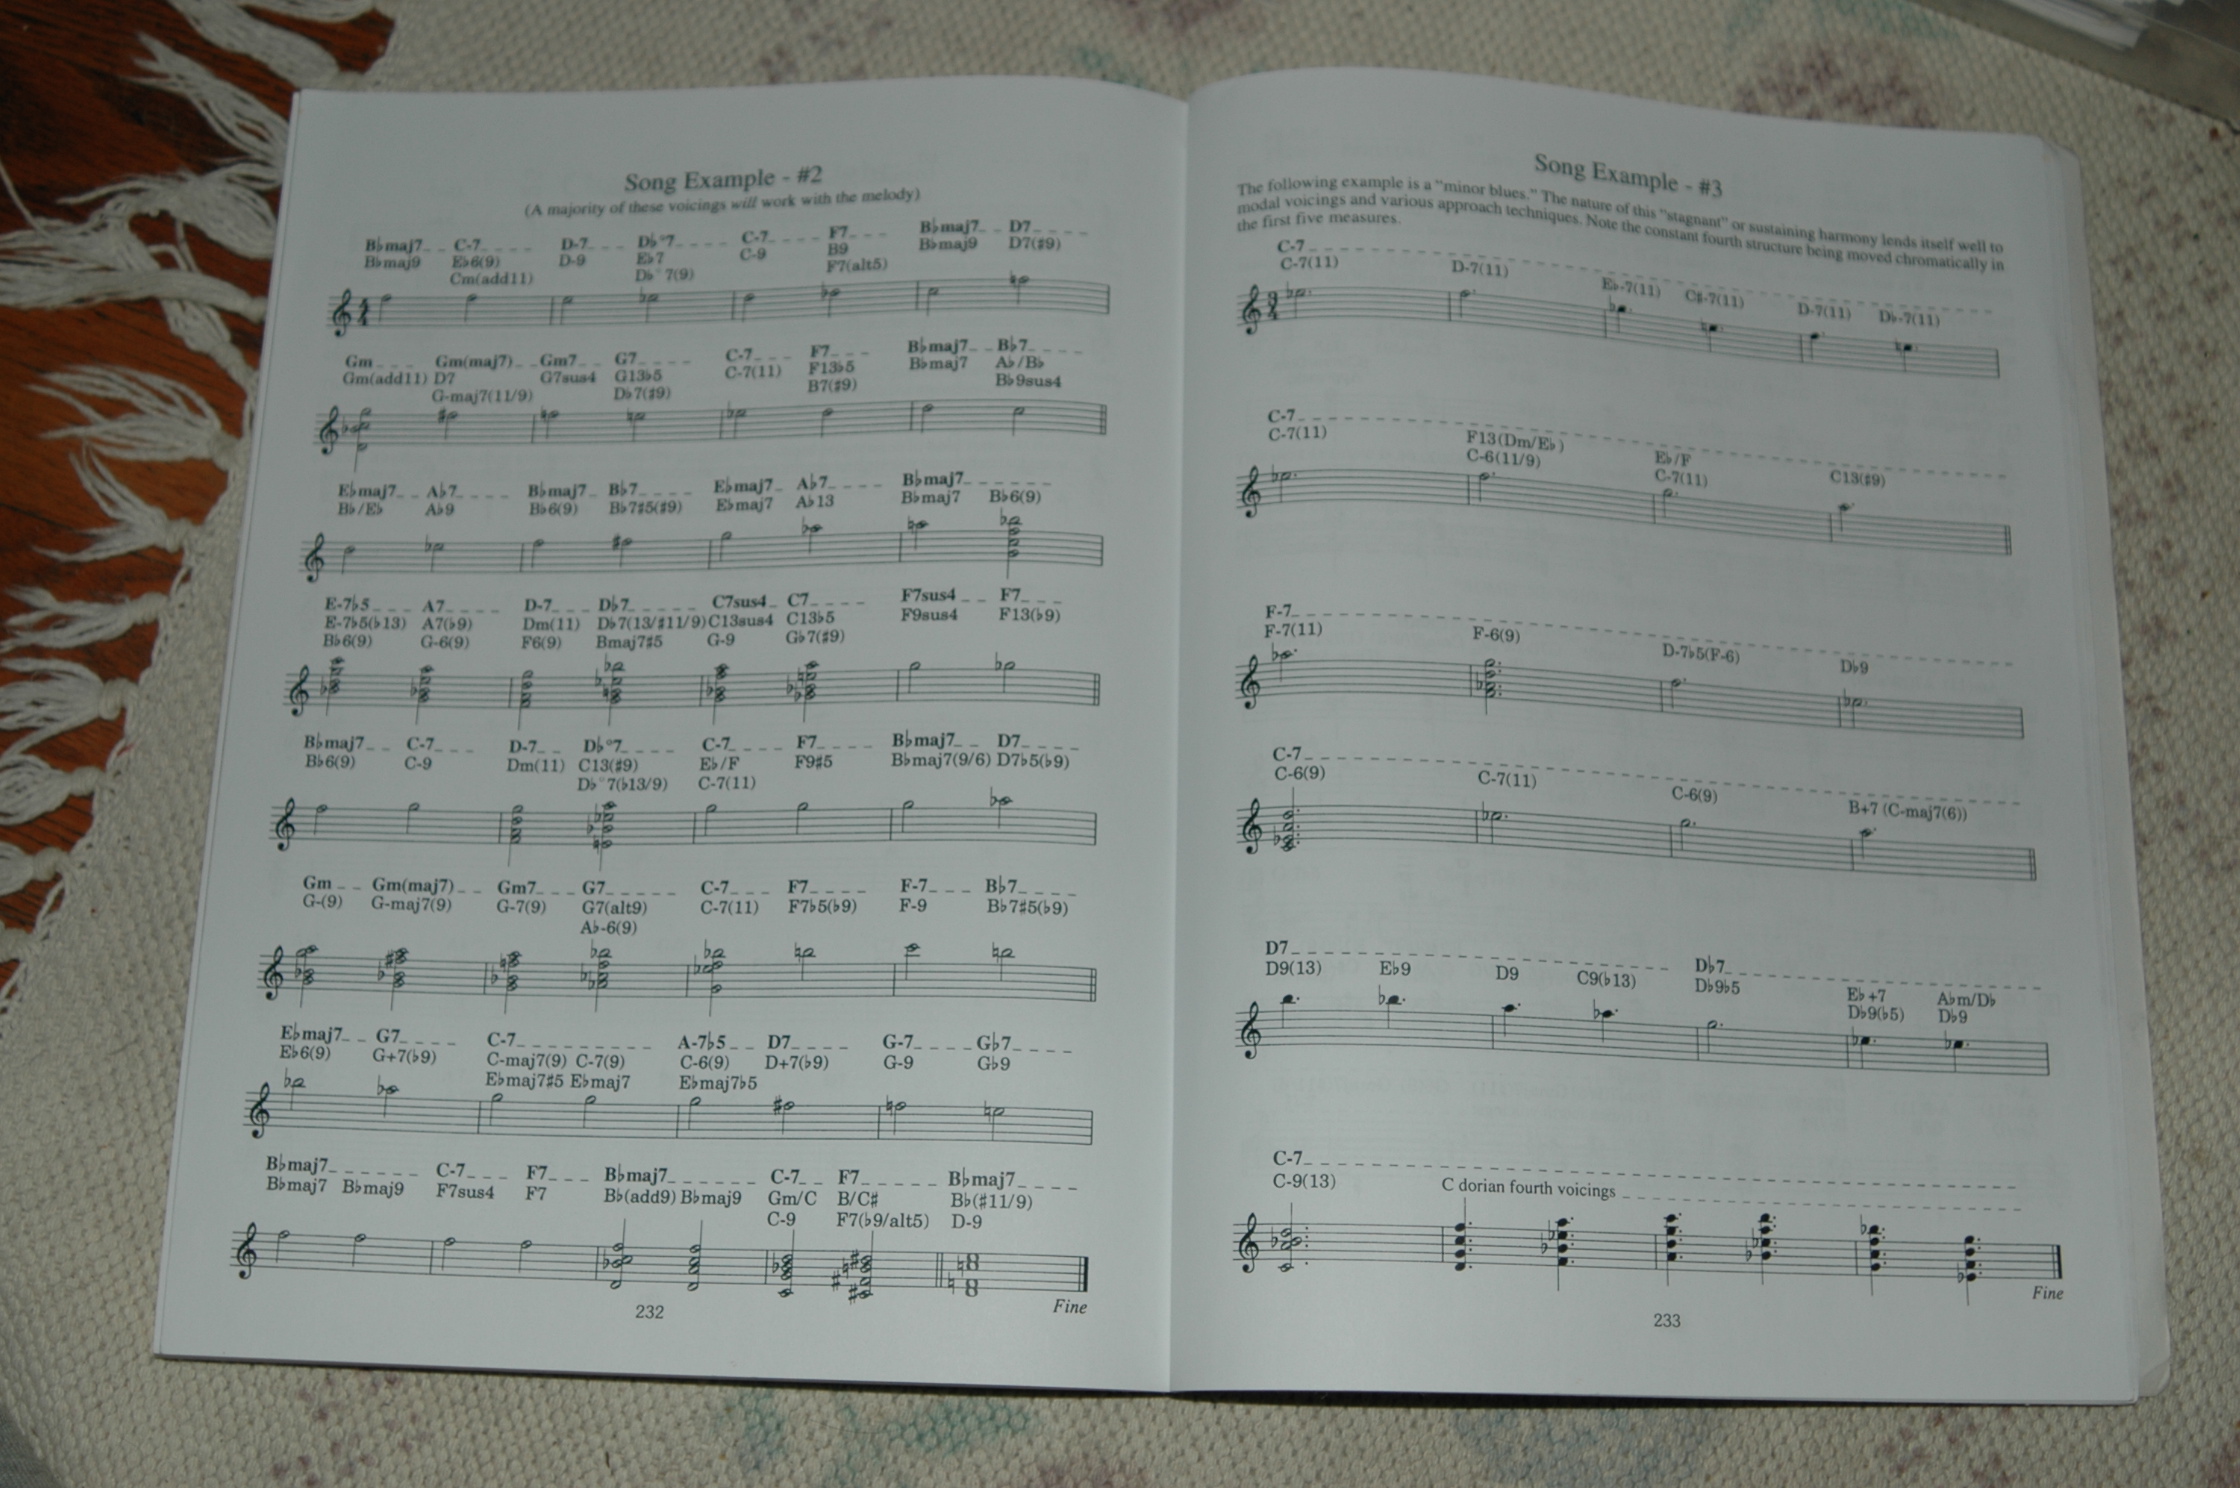 Song Example - #2
(A majority of these voicings will work with the melody)
B♭maj7 C-7 D-7 D♭°7 C-7 F7 B♭maj7 D7
B♭maj9 E♭6(9) D-9 E♭7 C-9 B9 B♭maj9 D7(♯9)
Cm(add11) D♭°7(9) F7(alt5)
4
4
Gm Gm(maj7) Gm7 G7 C-7 F7 B♭maj7 B♭7
Gm(add11) D7 G7sus4 G13♭5 C-7(11) F13♭5 B♭maj7 A♭/B♭
G-maj7(11/9) D♭7(♯9) B7(♯9) B♭9sus4
E♭maj7 A♭7 B♭maj7 B♭7 E♭maj7 A♭7 B♭maj7
B♭/E♭ A♭9 B♭6(9) B♭7♯5(♯9) E♭maj7 A♭13 B♭maj7 B♭6(9)
E-7♭5 A7 D-7 D♭7 C7sus4 C7 F7sus4 F7
E-7♭5(♭13) A7(♭9) Dm(11) D♭7(13/♯11/9) C13sus4 C13♭5 F9sus4 F13(♭9)
B♭6(9) G-6(9) F6(9) Bmaj7♯5 G-9 G♭7(♯9)
B♭maj7 C-7 D-7 D♭°7 C-7 F7 B♭maj7 D7
B♭6(9) C-9 Dm(11) C13(♯9) E♭/F F9♯5 B♭maj7(9/6) D7♭5(♭9)
D♭°7(♭13/9) C-7(11)
Gm Gm(maj7) Gm7 G7 C-7 F7 F-7 B♭7
G-(9) G-maj7(9) G-7(9) G7(alt9) C-7(11) F7♭5(♭9) F-9 B♭7♯5(♭9)
A♭-6(9)
E♭maj7 G7 C-7 A-7♭5 D7 G-7 G♭7
E♭6(9) G+7(♭9) C-maj7(9) C-7(9) C-6(9) D+7(♭9) G-9 G♭9
E♭maj7♯5 E♭maj7 E♭maj7♭5
B♭maj7 C-7 F7 B♭maj7 C-7 F7 B♭maj7
B♭maj7 B♭maj9 F7sus4 F7 B♭(add9) B♭maj9 Gm/C B/C♯ B♭(♯11/9)
C-9 F7(♭9/alt5) D-9
Fine
232
Song Example - #3
The following example is a "minor blues." The nature of this "stagnant" or sustaining harmony lends itself well to
modal voicings and various approach techniques. Note the constant fourth structure being moved chromatically in
the first five measures.
C-7
C-7(11) D-7(11) E♭-7(11) C♯-7(11) D-7(11) D♭-7(11)
3
4
C-7
C-7(11) F13(Dm/E♭) E♭/F C13(♯9)
C-6(11/9) C-7(11)
F-7
F-7(11) F-6(9) D-7♭5(F-6) D♭9
C-7
C-6(9) C-7(11) C-6(9) B+7 (C-maj7(6))
D7 D♭7
D9(13) E♭9 D9 C9(♭13) D♭9♭5 E♭+7 A♭m/D♭
D♭9(♭5) D♭9
C-7
C-9(13) C dorian fourth voicings
Fine
233